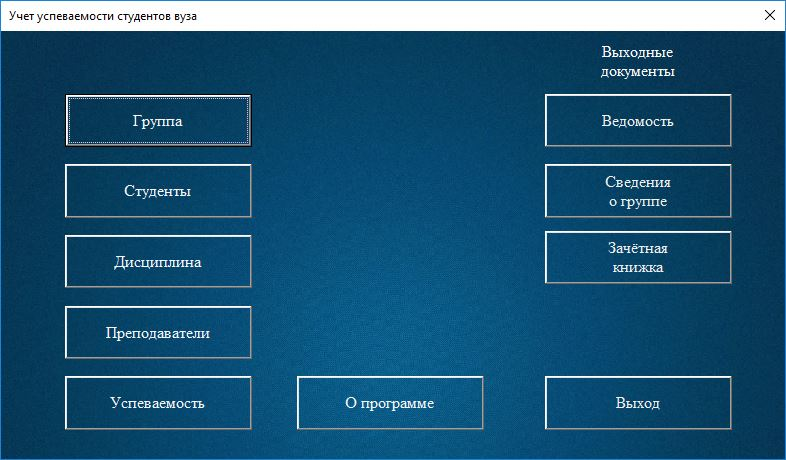 Учет успеваемости студентов вуза
Выходные
документы
Группа
Ведомость
Студенты
Сведения
о группе
Дисциплина
Зачётная
книжка
Преподаватели
Успеваемость
О программе
Выход